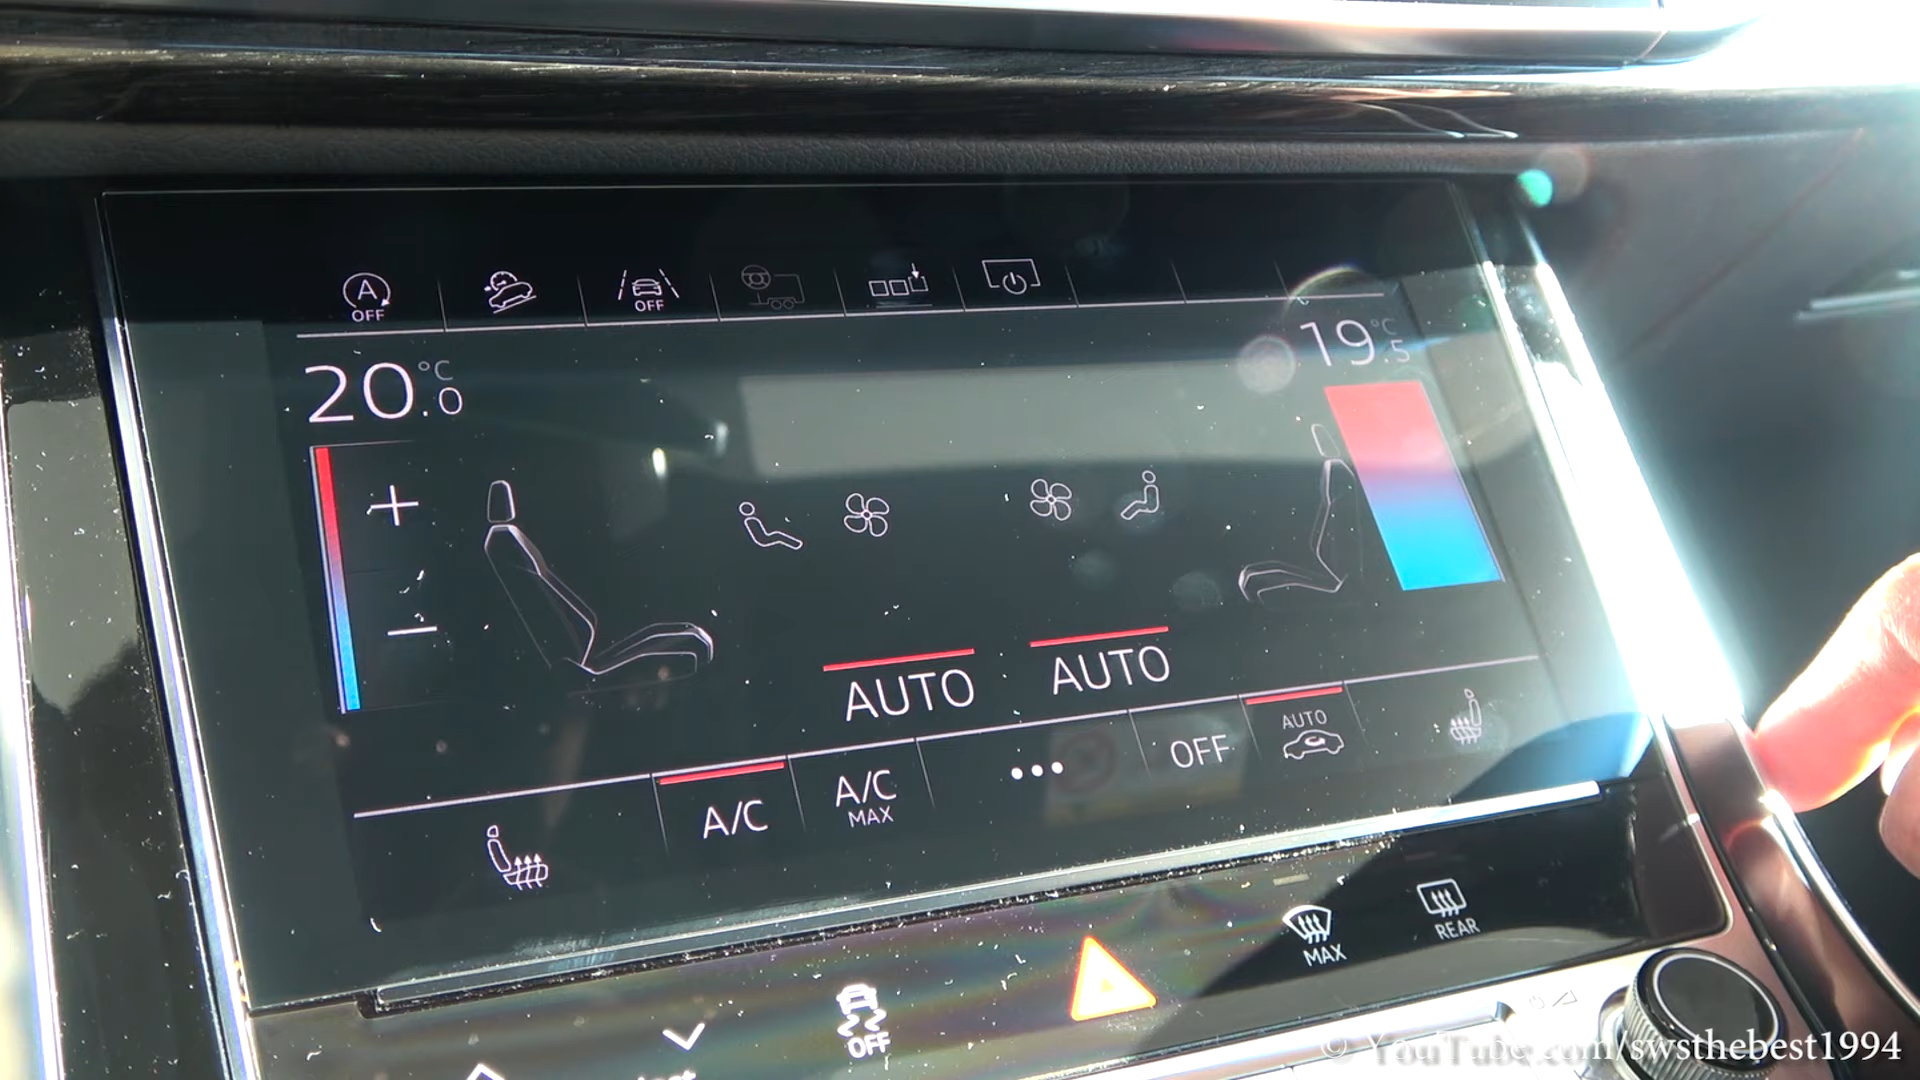 A
OFF
OFF
20.0 °C
19.5 °C
AUTO
AUTO
A/C
A/C
MAX
•••
OFF
AUTO
MAX
REAR
OFF
© YouTube.com/swsthebest1994